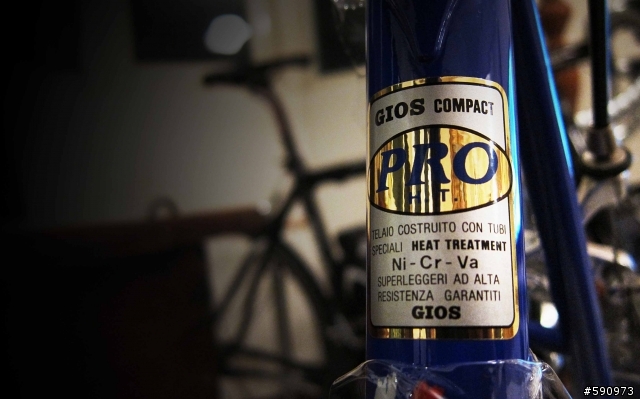 GIOS COMPACT
PRO
H.T.
TELAIO COSTRUITO CON TUBI
SPECIALI HEAT TREATMENT
Ni-Cr-Va
SUPERLEGGERI AD ALTA
RESISTENZA GARANTITI
GIOS
#590973